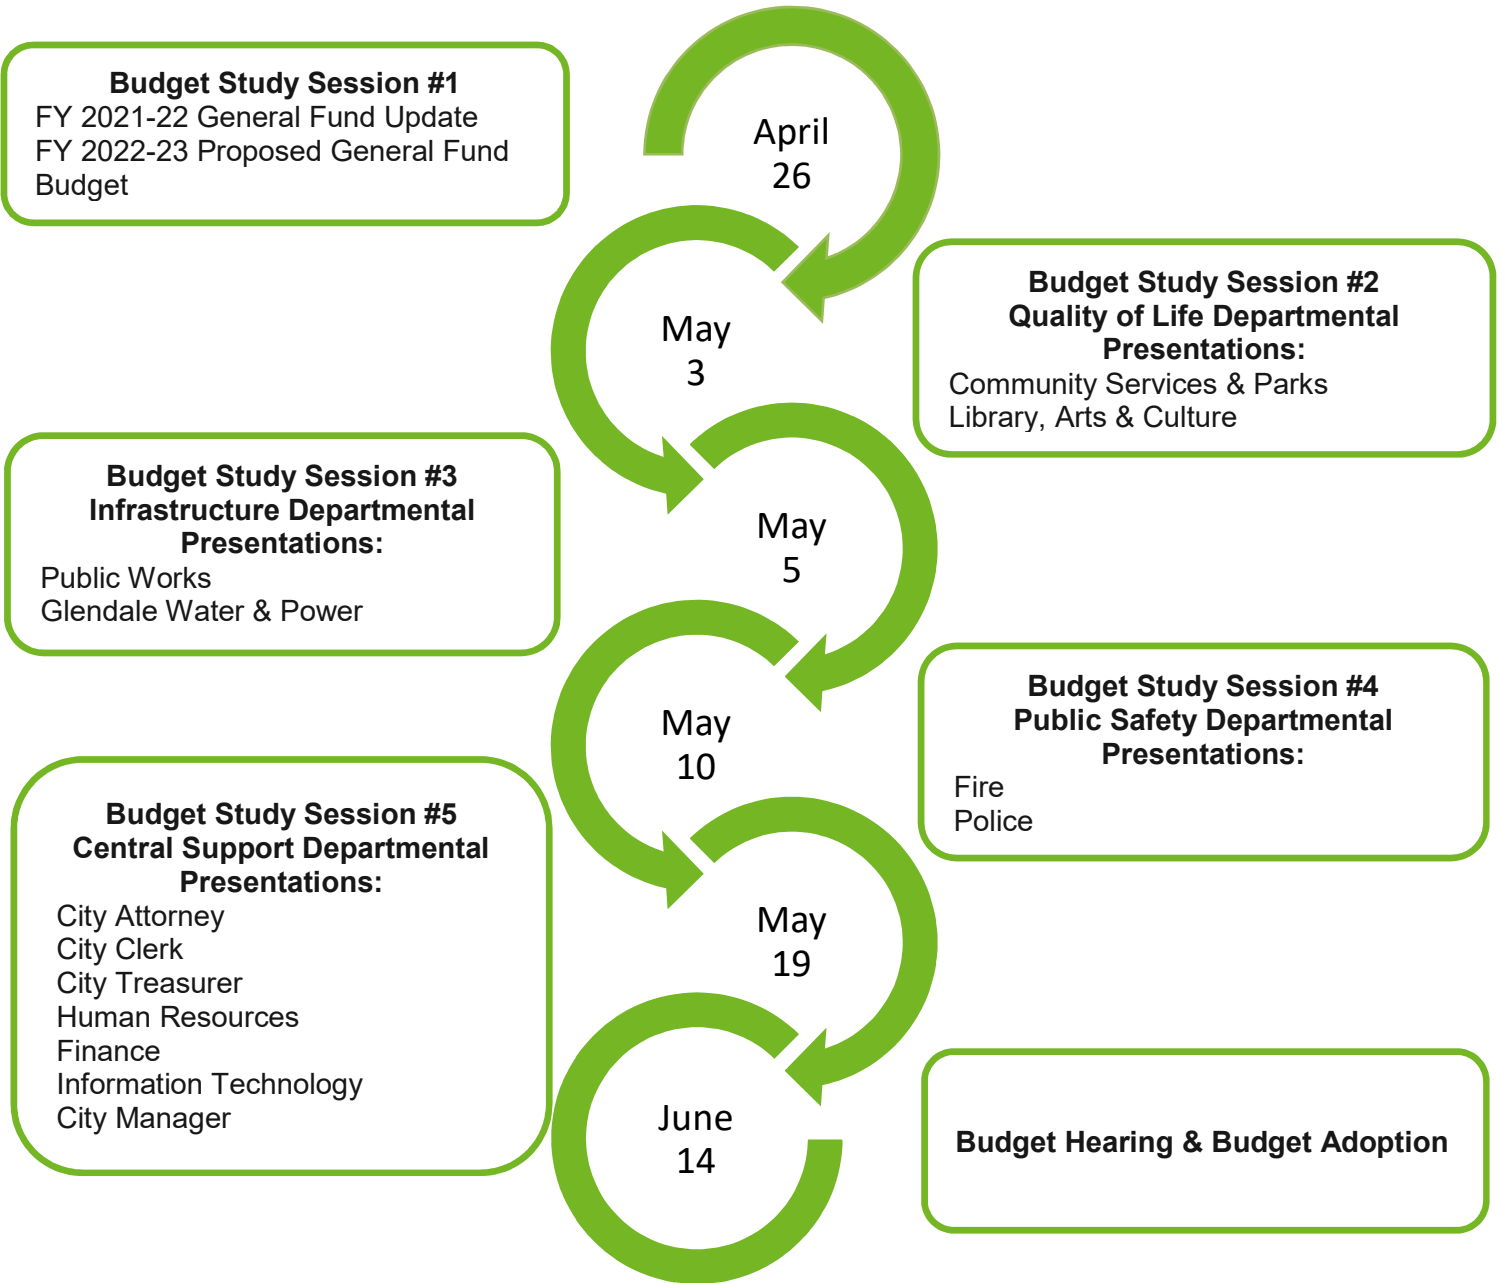 Budget Study Session #1
FY 2021-22 General Fund Update
FY 2022-23 Proposed General Fund
Budget
April
26
May
3
Budget Study Session #2
Quality of Life Departmental
Presentations:
Community Services & Parks
Library, Arts & Culture
Budget Study Session #3
Infrastructure Departmental
Presentations:
Public Works
Glendale Water & Power
May
5
May
10
Budget Study Session #4
Public Safety Departmental
Presentations:
Fire
Police
Budget Study Session #5
Central Support Departmental
Presentations:
City Attorney
City Clerk
City Treasurer
Human Resources
Finance
Information Technology
City Manager
May
19
June
14
Budget Hearing & Budget Adoption